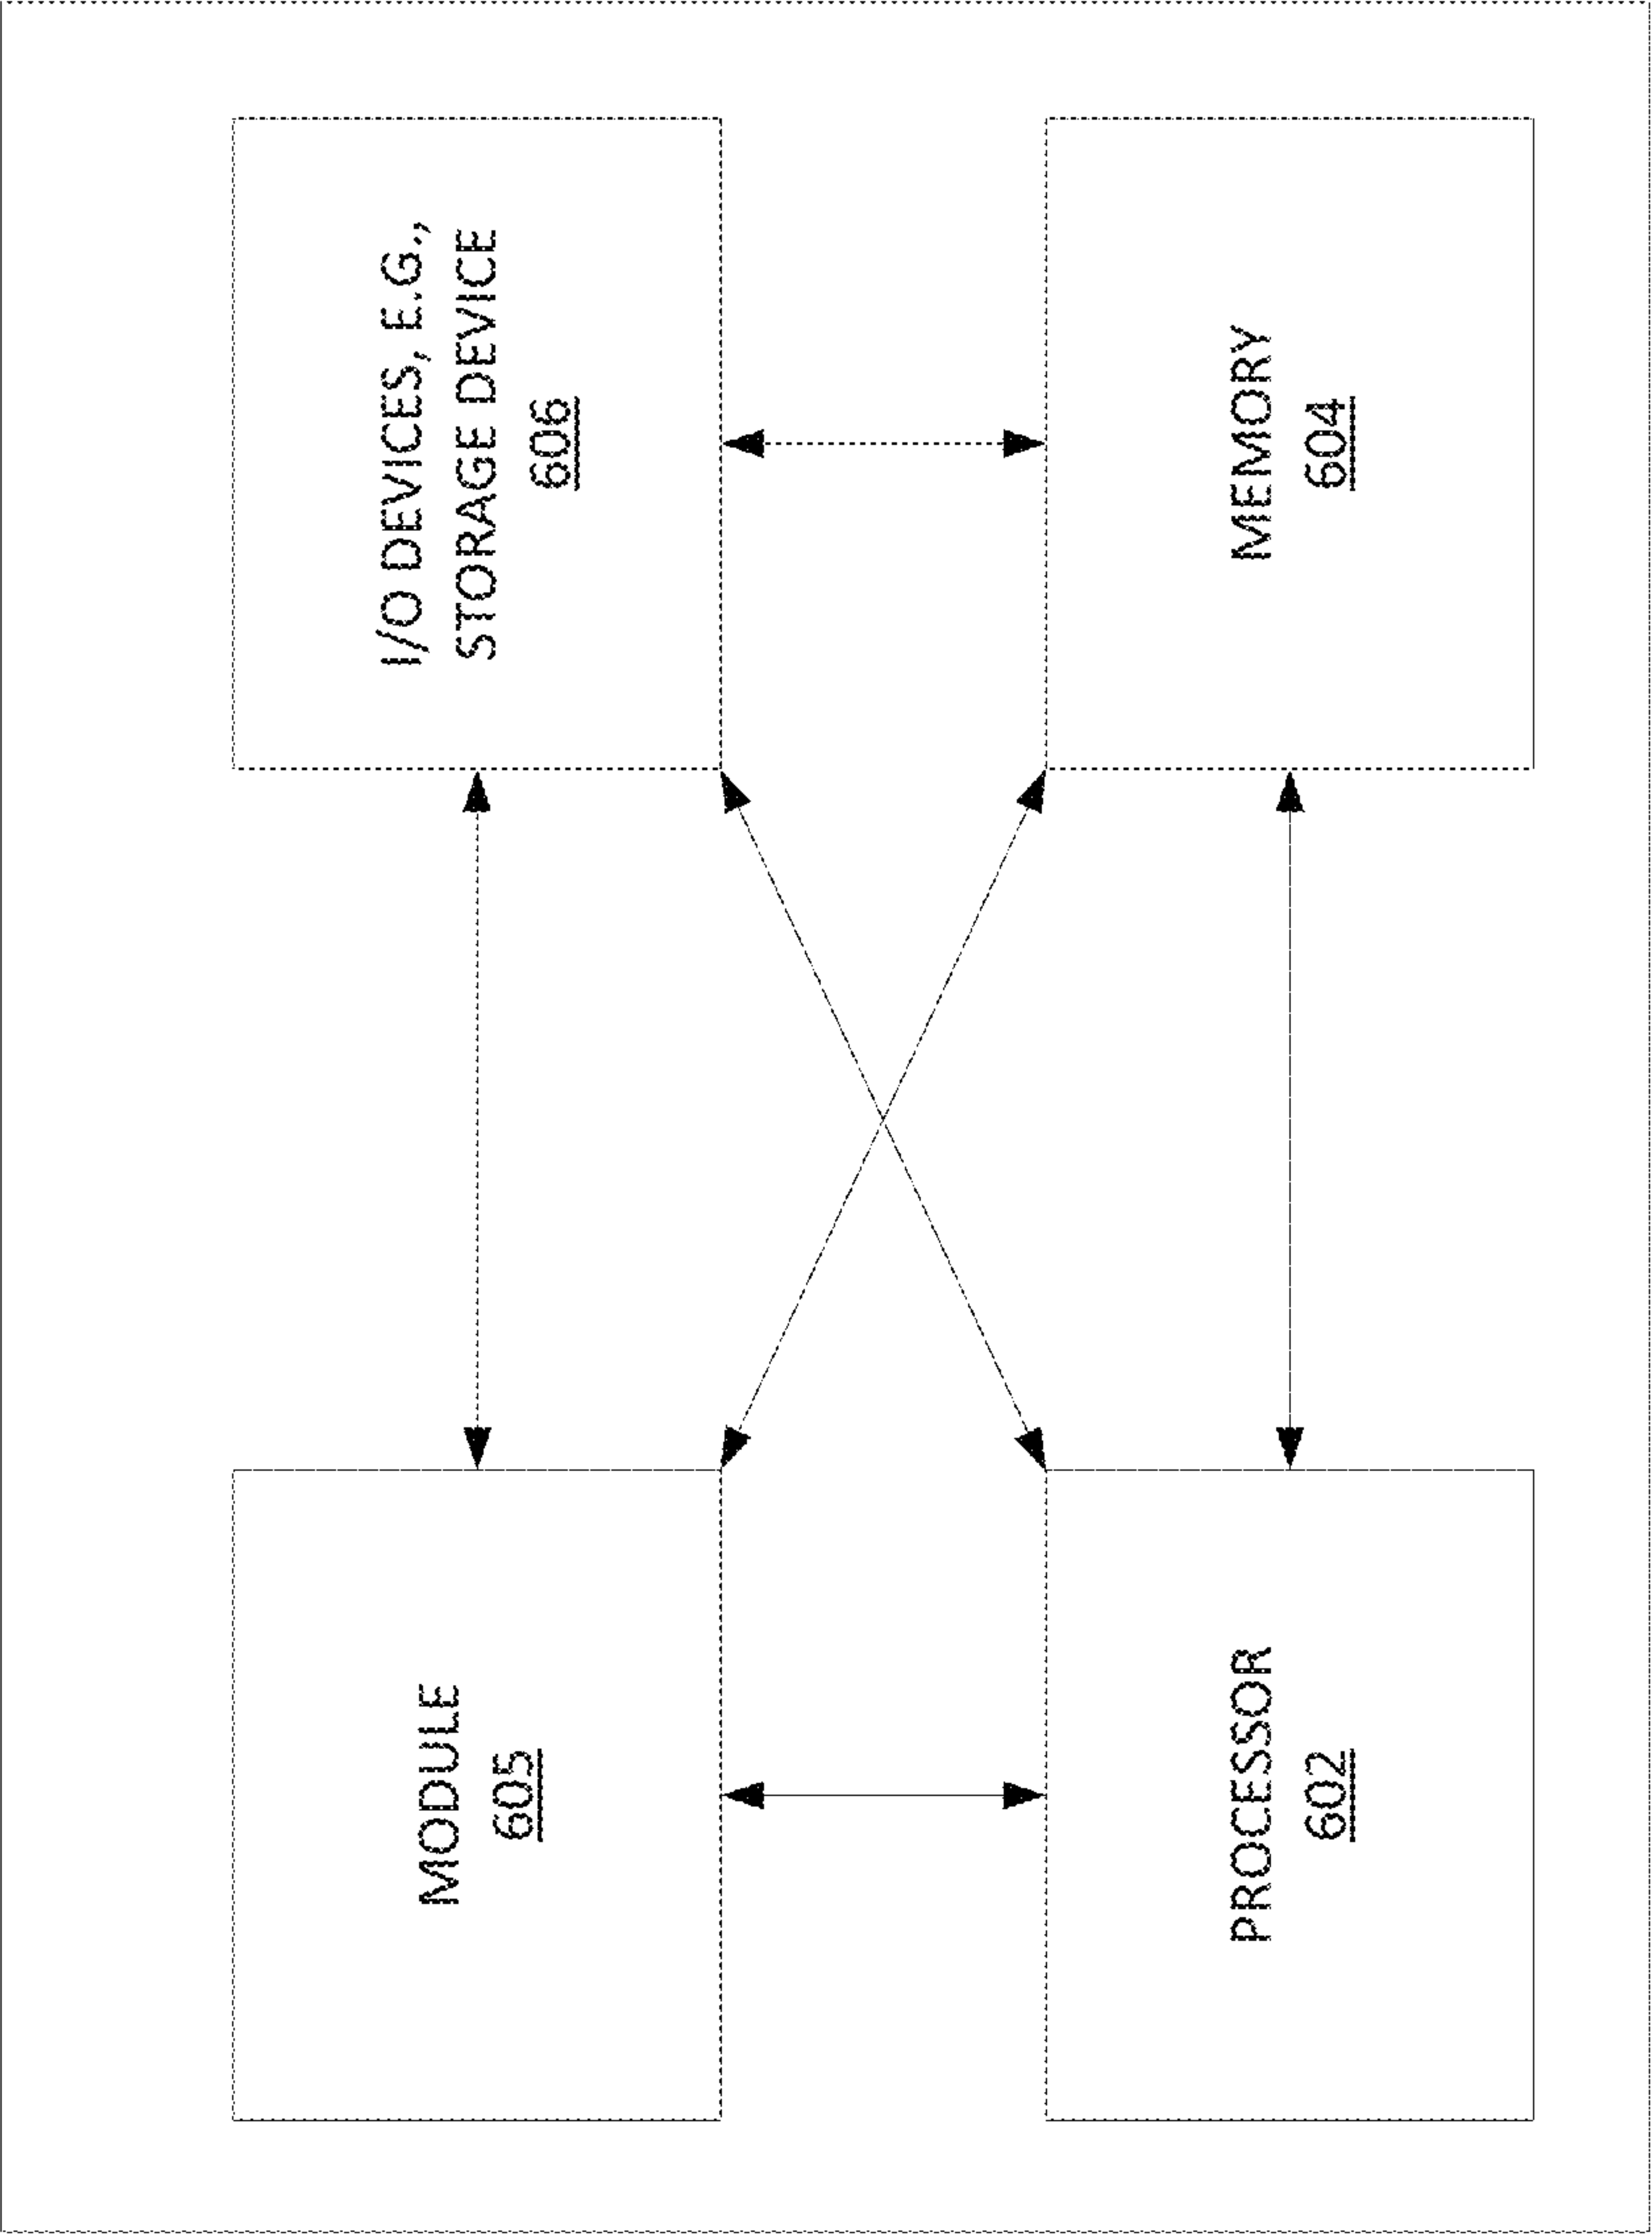 MODULE
605
I/O DEVICES, E.G.,
STORAGE DEVICE
606
PROCESSOR
602
MEMORY
604